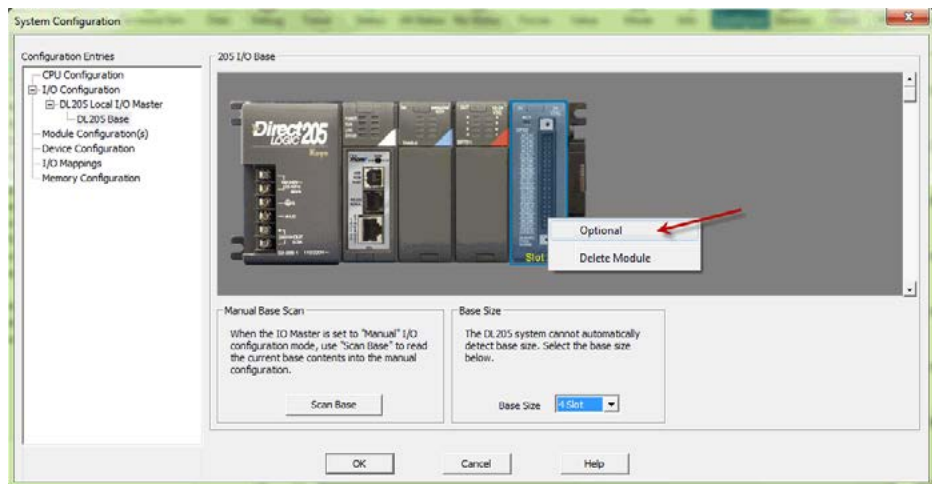 System Configuration
Configuration Entries
CPU Configuration
I/O Configuration
DL205 Local I/O Master
DL205 Base
Module Configuration(s)
Device Configuration
I/O Mappings
Memory Configuration
205 I/O Base
Direct 205
LOGIC
Koyo
Slot
Optional
Delete Module
Manual Base Scan
When the IO Master is set to "Manual" I/O
configuration mode, use "Scan Base" to read
the current base contents into the manual
configuration.
Scan Base
Base Size
The DL205 system cannot automatically
detect base size. Select the base size
below.
Base Size
4 Slot
OK
Cancel
Help